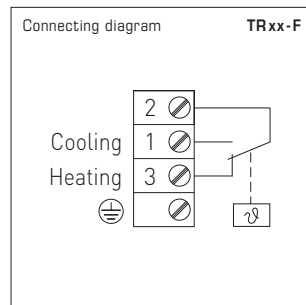 Connecting diagram TRxx-F
2
Cooling 1
Heating 3
ϑ